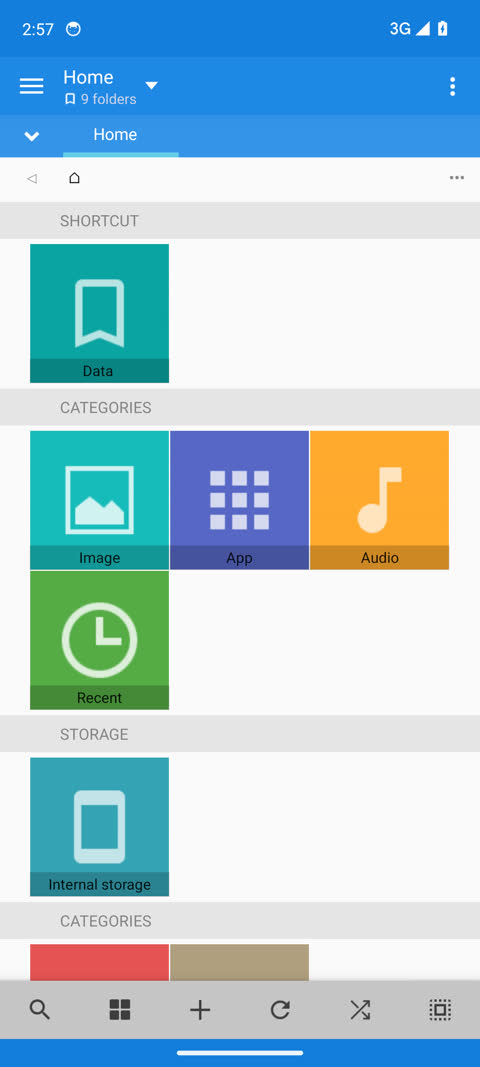 2:57
3G
Home
9 folders
Home
SHORTCUT
Data
CATEGORIES
Image
App
Audio
Recent
STORAGE
Internal storage
CATEGORIES